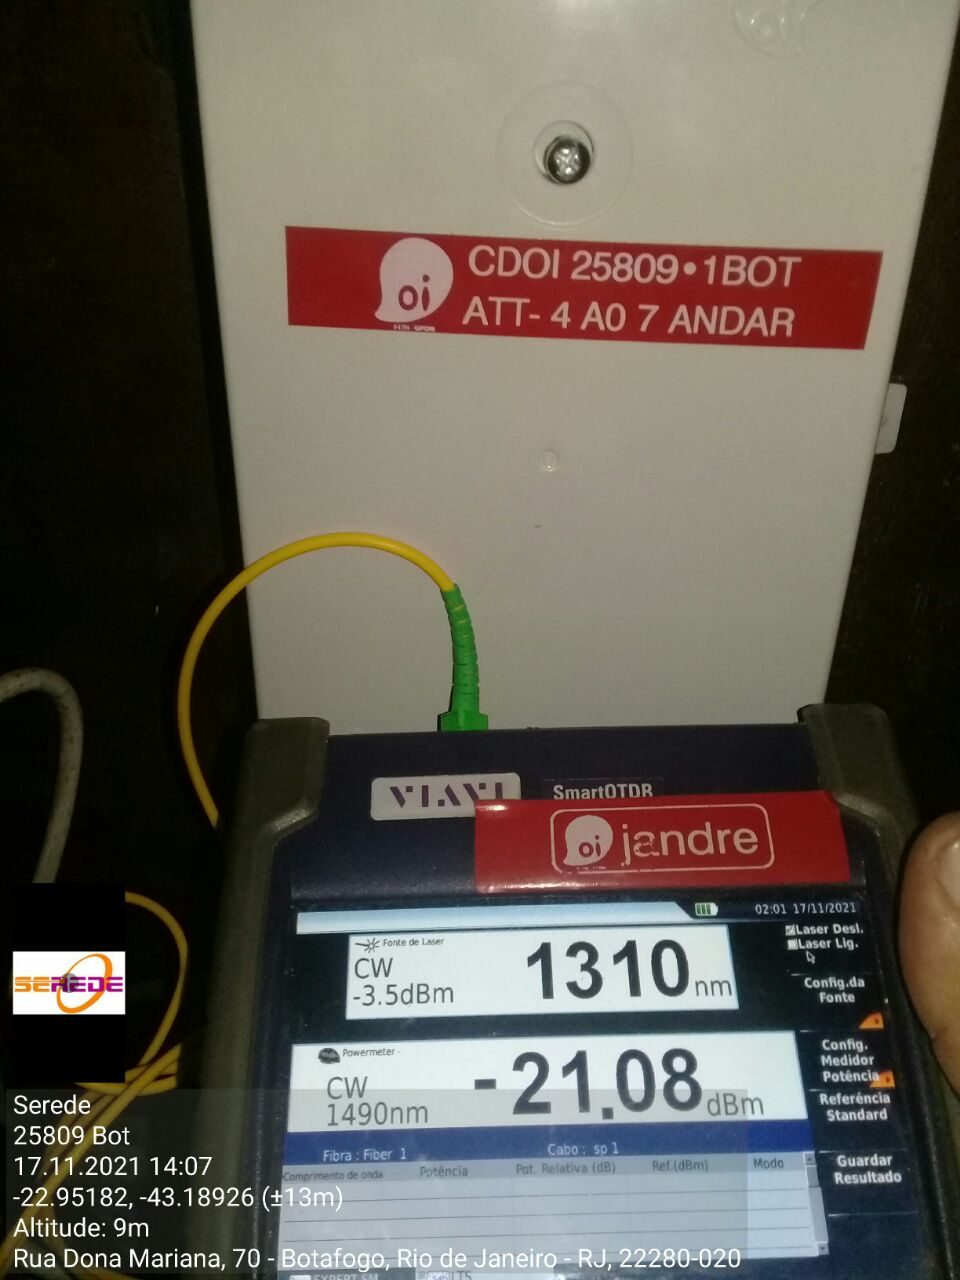 CDOI 25809•1BOT
oi
ATT- 4 A0 7 ANDAR
VIAVI
SmartOTDR
oi jandre
02:01 17/11/2021
Fonte de Laser
CW
-3.5dBm
1310nm
Laser Desl.
Laser Lig.
Config.da
Fonte
Powermeter -
CW
1490nm
-21.08dBm
Config.
Medidor
Potência
Referência
Standard
Fibra : Fiber 1
Cabo : sp 1
Comprimento de onda Potência Pot. Relativa (dB) Ref.(dBm) Modo
Guardar
Resultado
SEREDE
Serede
25809 Bot
17.11.2021 14:07
-22.95182, -43.18926 (±13m)
Altitude: 9m
Rua Dona Mariana, 70 - Botafogo, Rio de Janeiro - RJ, 22280-020